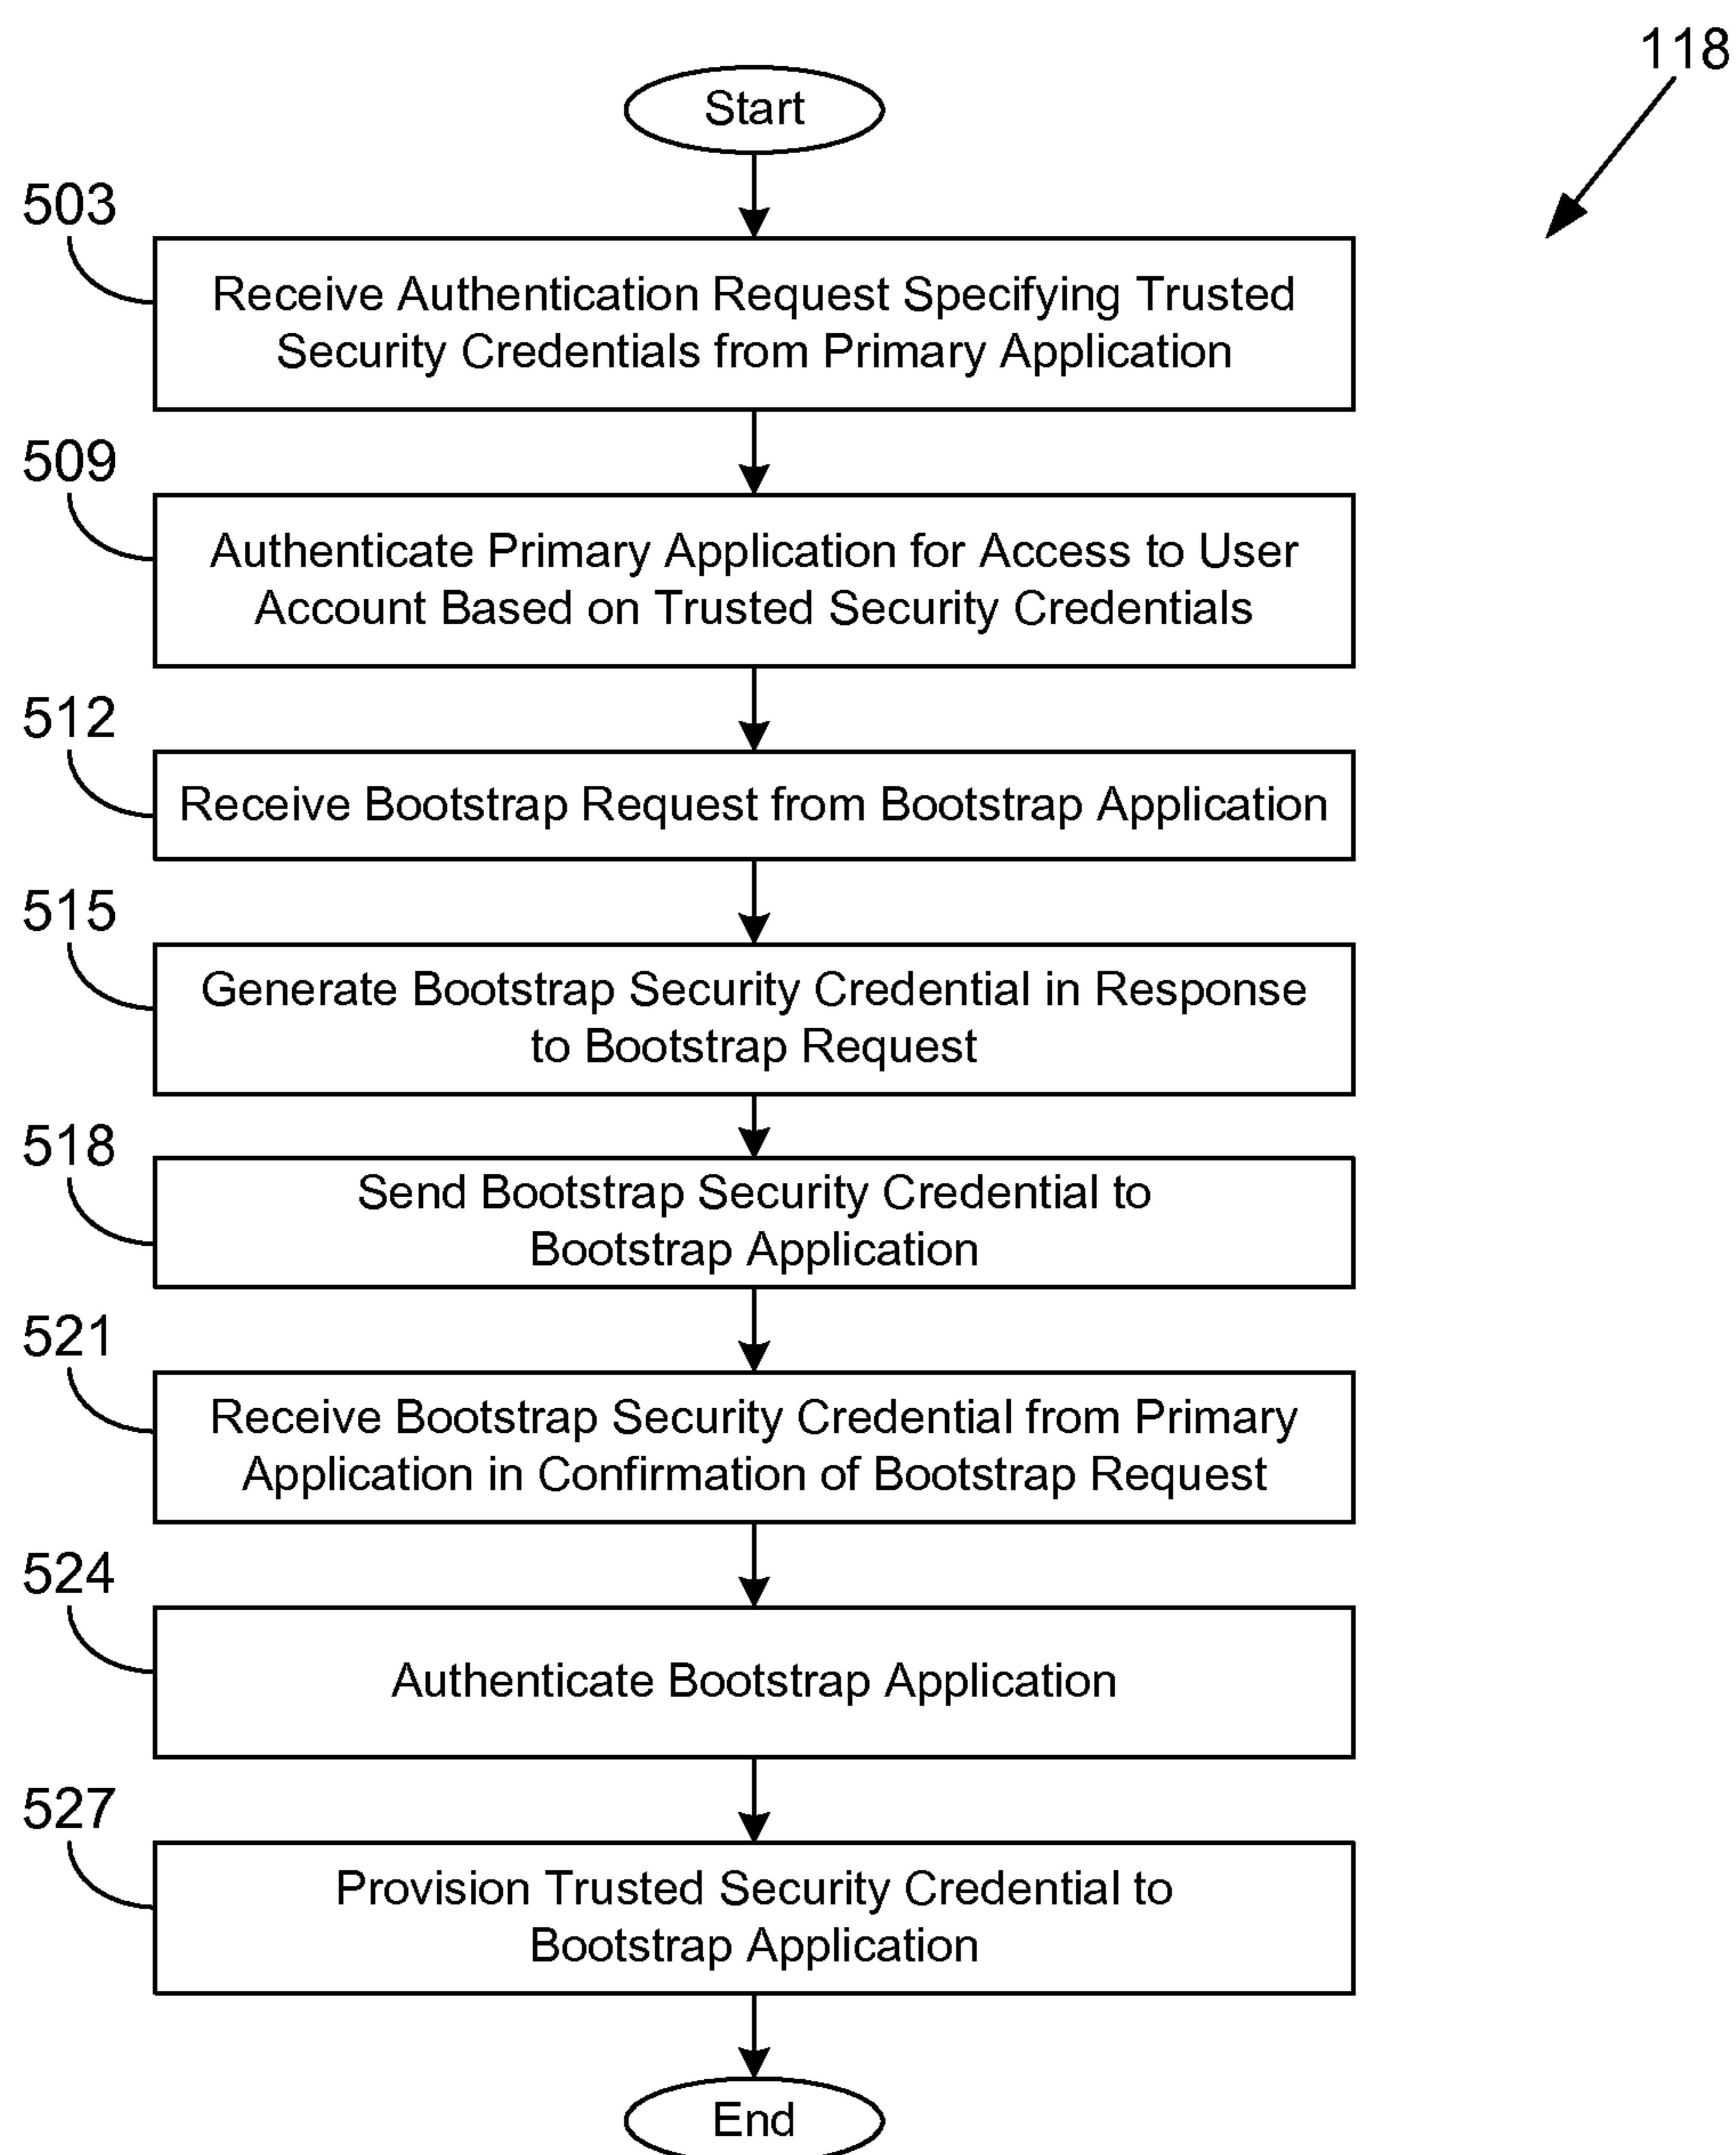 118
Start
503
Receive Authentication Request Specifying Trusted
Security Credentials from Primary Application
509
Authenticate Primary Application for Access to User
Account Based on Trusted Security Credentials
512
Receive Bootstrap Request from Bootstrap Application
515
Generate Bootstrap Security Credential in Response
to Bootstrap Request
518
Send Bootstrap Security Credential to
Bootstrap Application
521
Receive Bootstrap Security Credential from Primary
Application in Confirmation of Bootstrap Request
524
Authenticate Bootstrap Application
527
Provision Trusted Security Credential to
Bootstrap Application
End